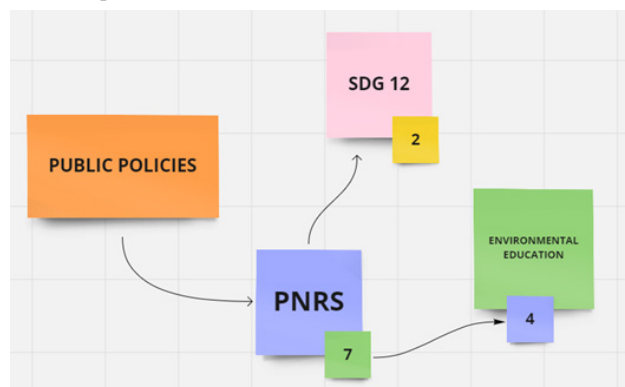 SDG 12
2
PUBLIC POLICIES
ENVIRONMENTAL
EDUCATION
PNRS
4
7